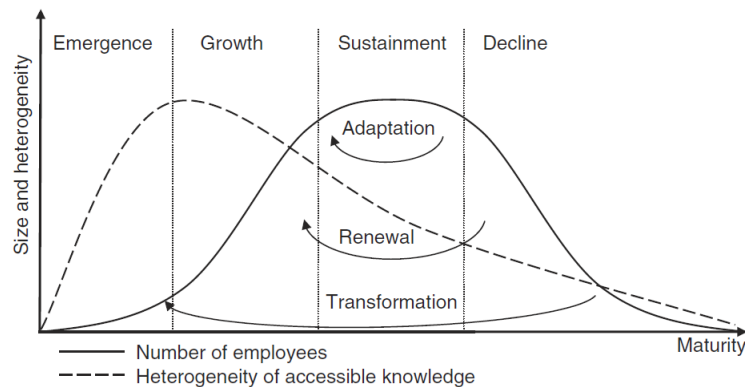 Emergence
Growth
Sustainment
Decline
Size and heterogeneity
Adaptation
Renewal
Transformation
Maturity
Number of employees
Heterogeneity of accessible knowledge